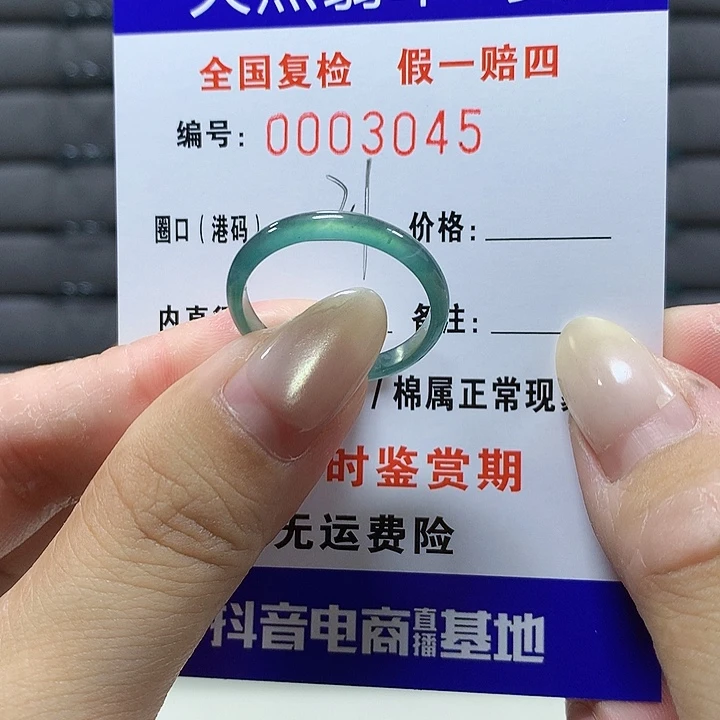 全国复检 假一赔四
编号: 0003045
圈口(港码) 价格:
内直 备注:
/棉属正常现
时鉴赏期
无运费险
抖音电商直播基地